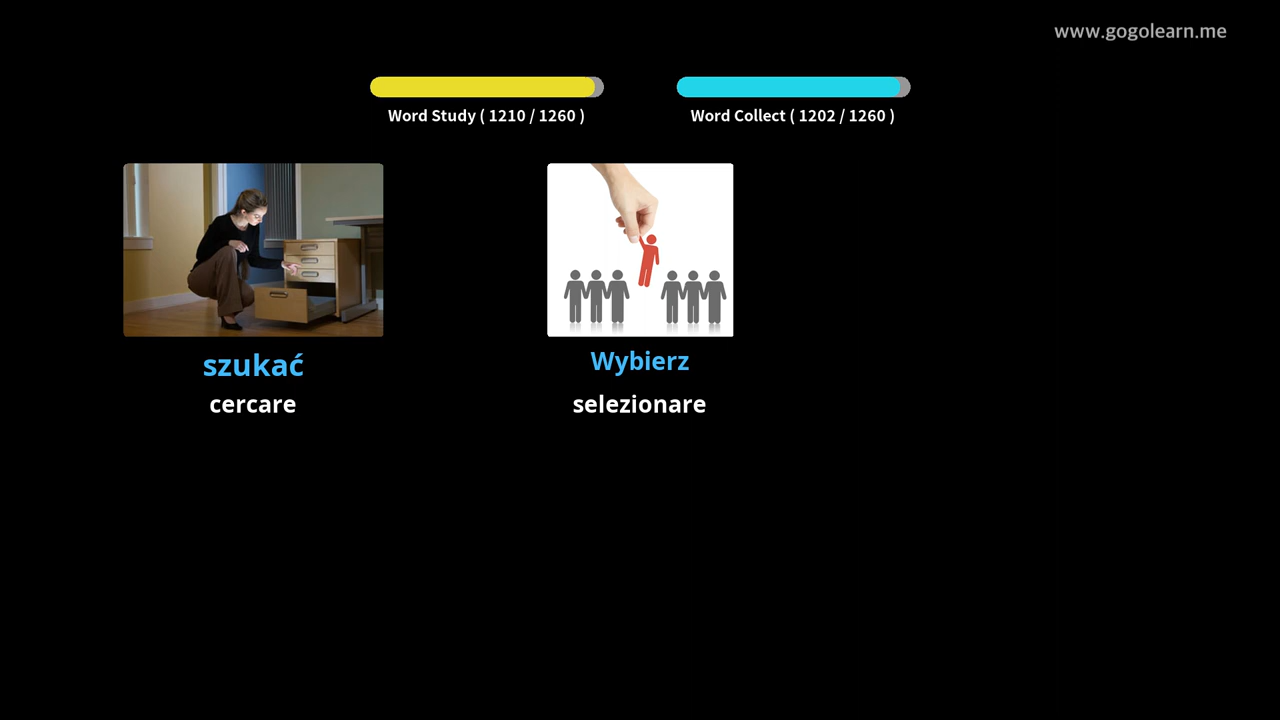 www.gogolearn.me
Word Study ( 1210 / 1260 )
Word Collect ( 1202 / 1260 )
szukać
cercare
Wybierz
selezionare